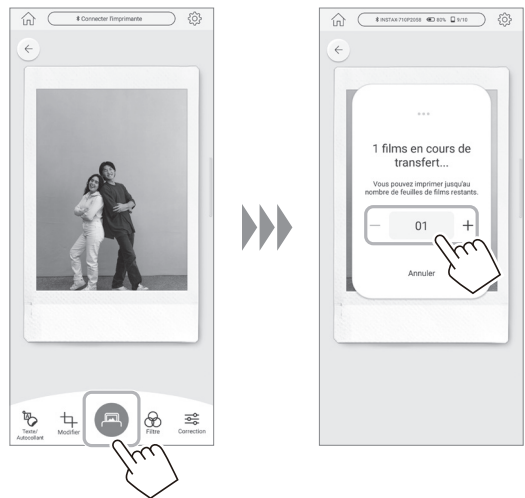 Connecter l'imprimante
Texte/
Autocollant
Modifier
Filtre
Correction
INSTAX-710P2558 80% 9/10
1 films en cours de
transfert...
Vous pouvez imprimer jusqu'au
nombre de feuilles de films restants.
01
Annuler